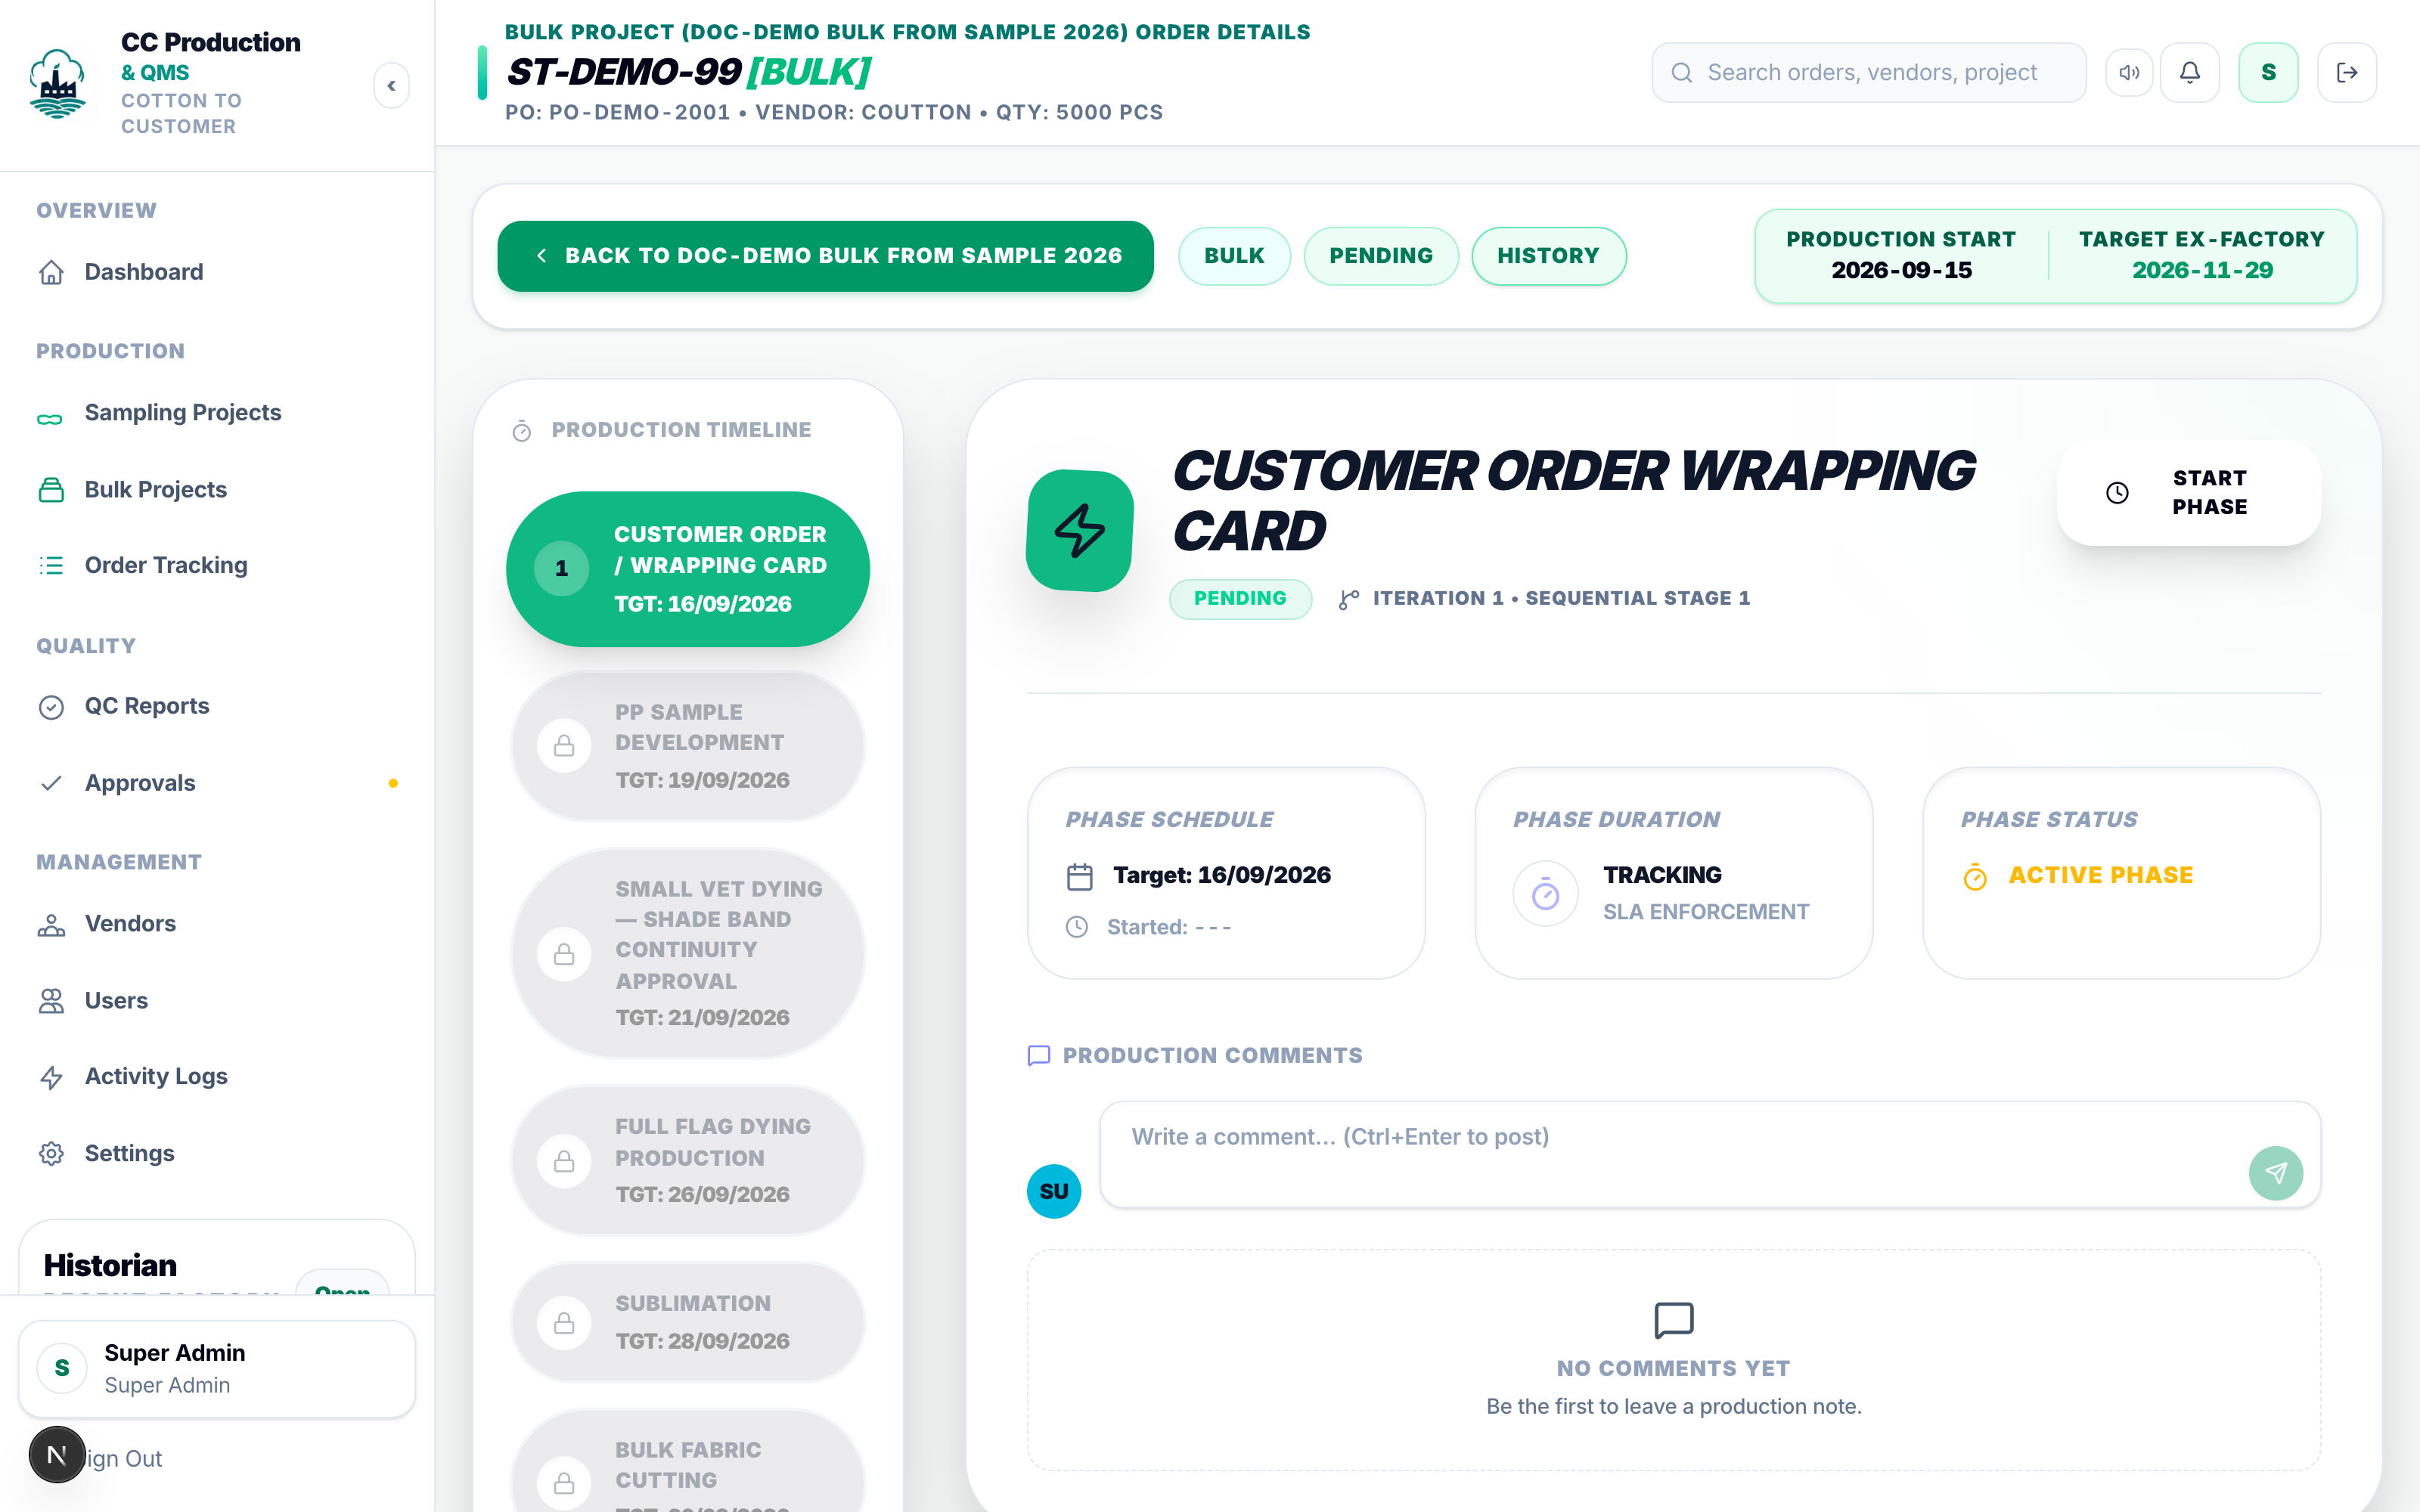 CC Production
& QMS
COTTON TO
CUSTOMER
OVERVIEW
Dashboard
PRODUCTION
Sampling Projects
Bulk Projects
Order Tracking
QUALITY
QC Reports
Approvals
MANAGEMENT
Vendors
Users
Activity Logs
Settings
Historian
Open
S
Super Admin
Super Admin
N
ign Out
BULK PROJECT (DOC-DEMO BULK FROM SAMPLE 2026) ORDER DETAILS
ST-DEMO-99 [BULK]
PO: PO-DEMO-2001 • VENDOR: COUTTON • QTY: 5000 PCS
Search orders, vendors, project
S
BACK TO DOC-DEMO BULK FROM SAMPLE 2026
BULK
PENDING
HISTORY
PRODUCTION START
2026-09-15
TARGET EX-FACTORY
2026-11-29
PRODUCTION TIMELINE
1
CUSTOMER ORDER
/ WRAPPING CARD
TGT: 16/09/2026
PP SAMPLE
DEVELOPMENT
TGT: 19/09/2026
SMALL VET DYING
— SHADE BAND
CONTINUITY
APPROVAL
TGT: 21/09/2026
FULL FLAG DYING
PRODUCTION
TGT: 26/09/2026
SUBLIMATION
TGT: 28/09/2026
BULK FABRIC
CUTTING
CUSTOMER ORDER WRAPPING
CARD
PENDING
ITERATION 1 • SEQUENTIAL STAGE 1
START
PHASE
PHASE SCHEDULE
Target: 16/09/2026
Started: ---
PHASE DURATION
TRACKING
SLA ENFORCEMENT
PHASE STATUS
ACTIVE PHASE
PRODUCTION COMMENTS
SU
Write a comment... (Ctrl+Enter to post)
NO COMMENTS YET
Be the first to leave a production note.